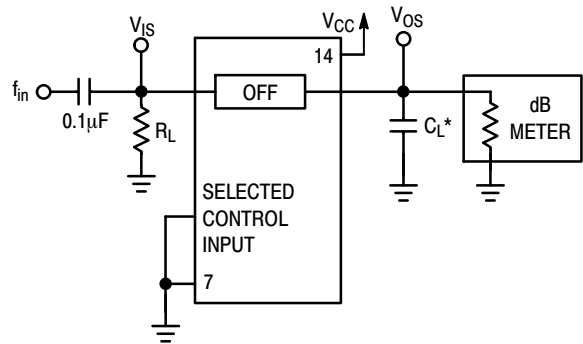 V_IS
V_CC
V_OS
14
f_in
OFF
dB
METER
0.1μF
R_L
C_L*
SELECTED
CONTROL
INPUT
7